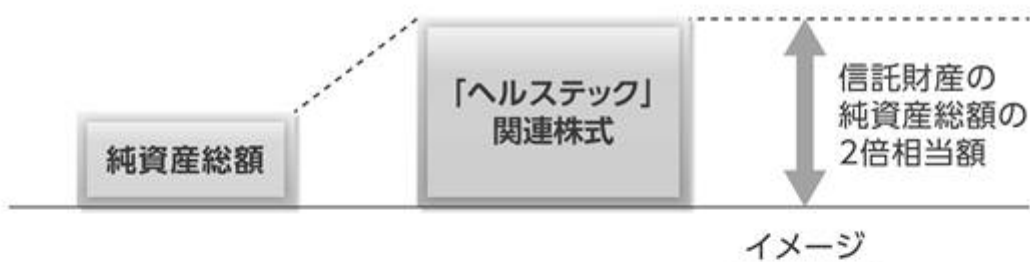 純資産総額
「ヘルステック」
関連株式
信託財産の
純資産総額の
2倍相当額
イメージ